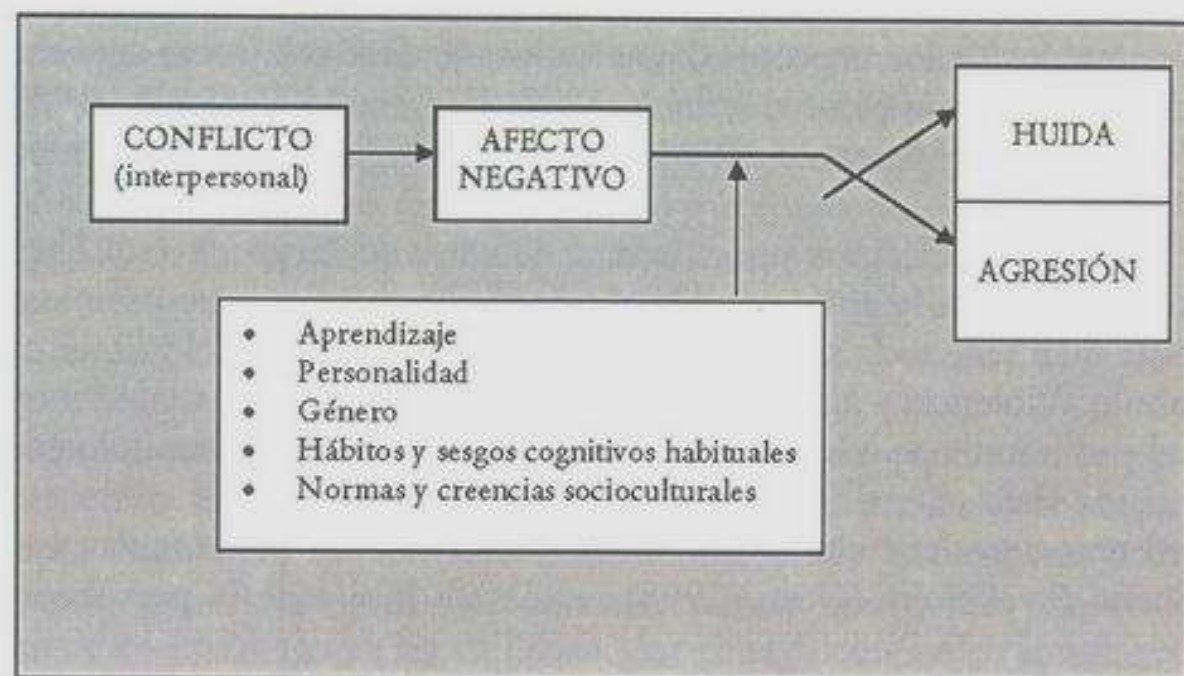 CONFLICTO
(interpersonal)
AFECTO
NEGATIVO
HUIDA
AGRESIÓN
• Aprendizaje
• Personalidad
• Género
• Hábitos y sesgos cognitivos habituales
• Normas y creencias socioculturales